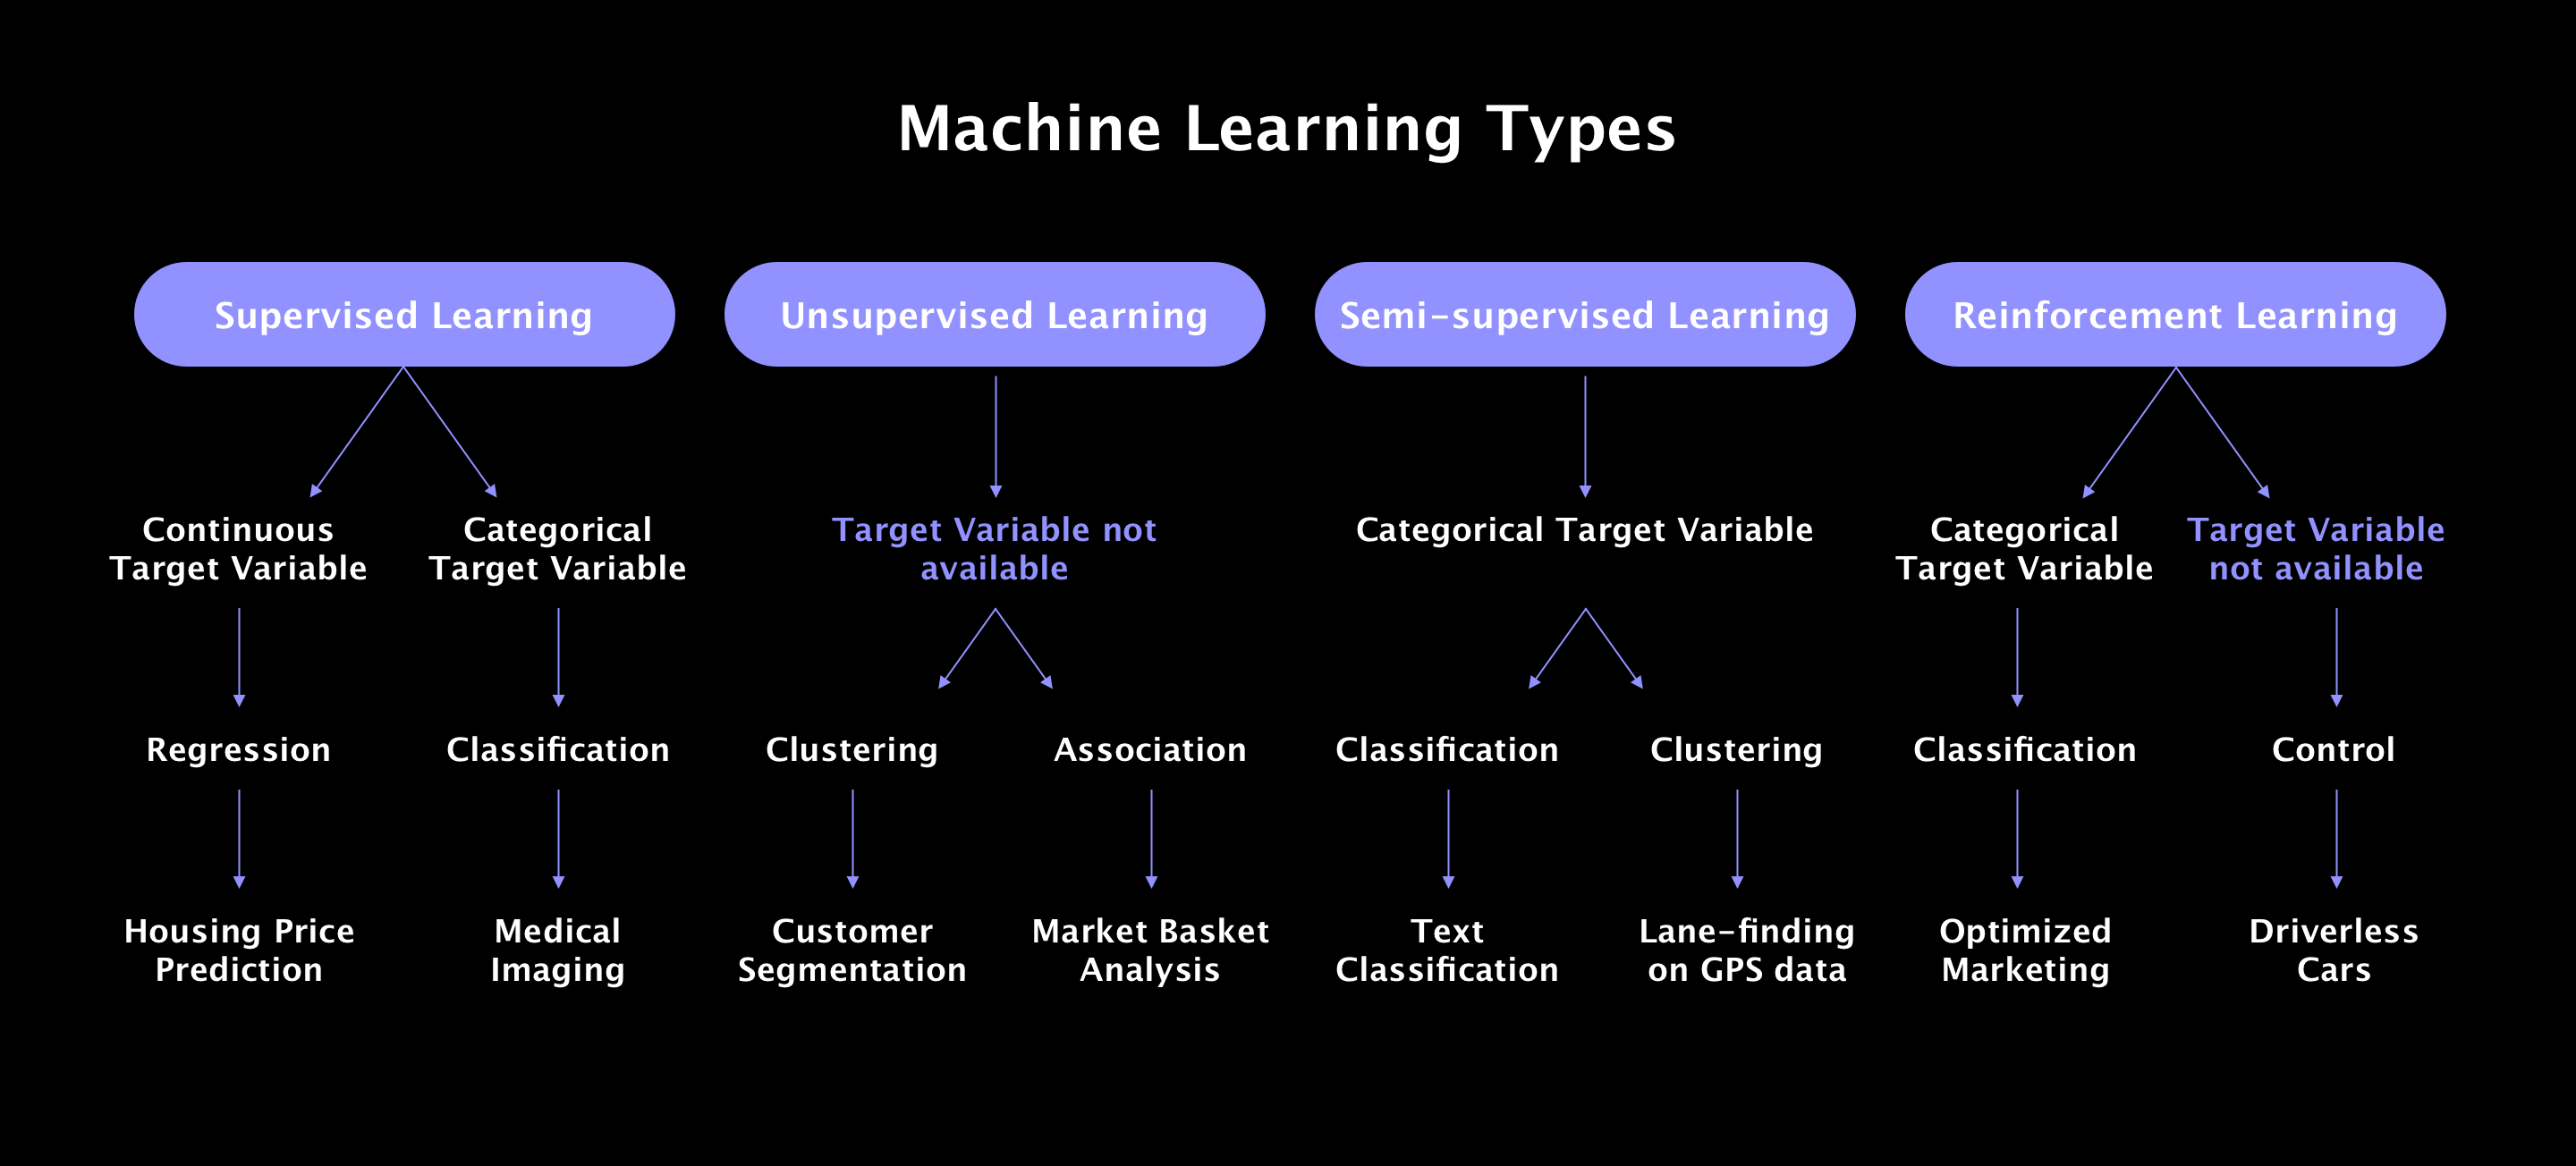 Machine Learning Types
Supervised Learning
Unsupervised Learning
Semi-supervised Learning
Reinforcement Learning
Continuous
Target Variable
Categorical
Target Variable
Target Variable not
available
Categorical Target Variable
Categorical
Target Variable
Target Variable
not available
Regression
Classification
Clustering
Association
Classification
Clustering
Classification
Control
Housing Price
Prediction
Medical
Imaging
Customer
Segmentation
Market Basket
Analysis
Text
Classification
Lane-finding
on GPS data
Optimized
Marketing
Driverless
Cars